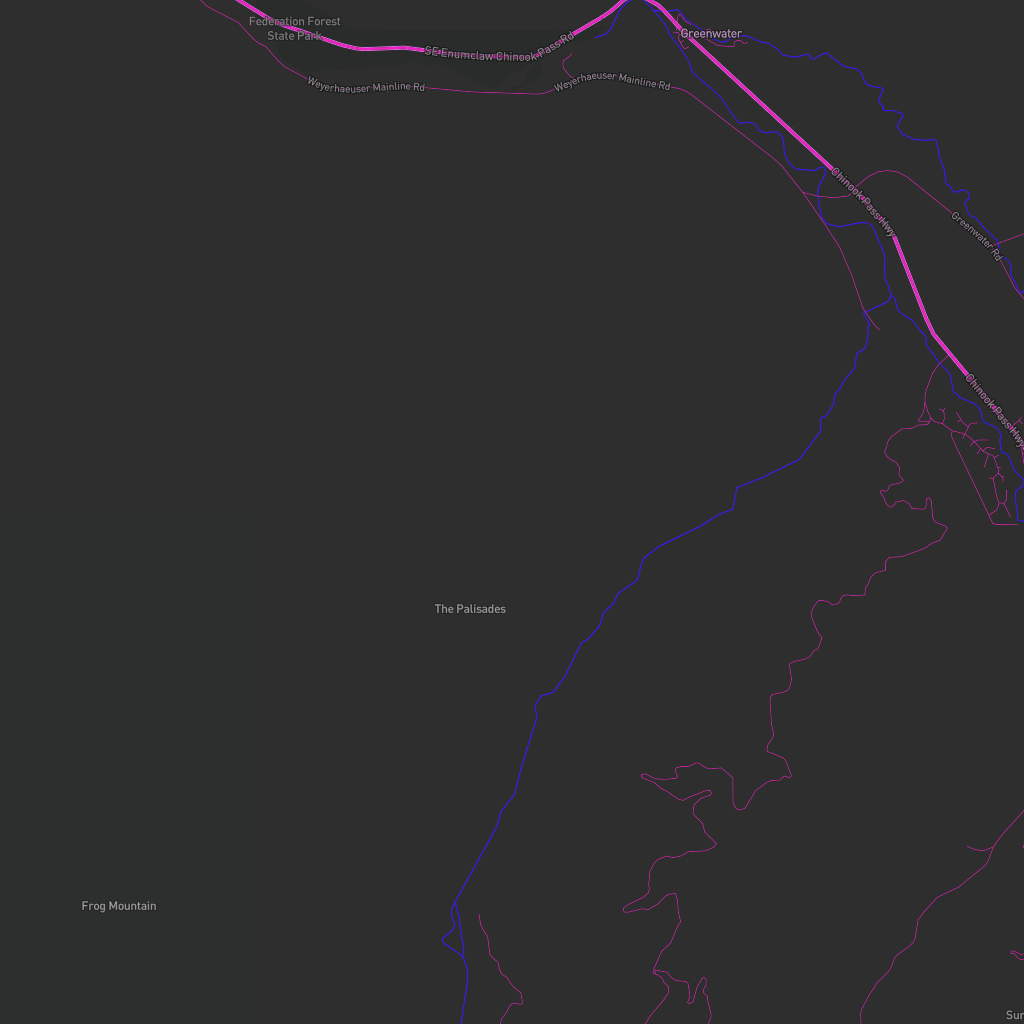 Federation Forest
State Park
Greenwater
SE Enumclaw Chinook Pass Rd
Weyerhaeuser Mainline Rd
Weyerhaeuser Mainline Rd
Chinook Pass Hwy
Greenwater Rd
Chinook Pass Hwy
The Palisades
Frog Mountain
Sun